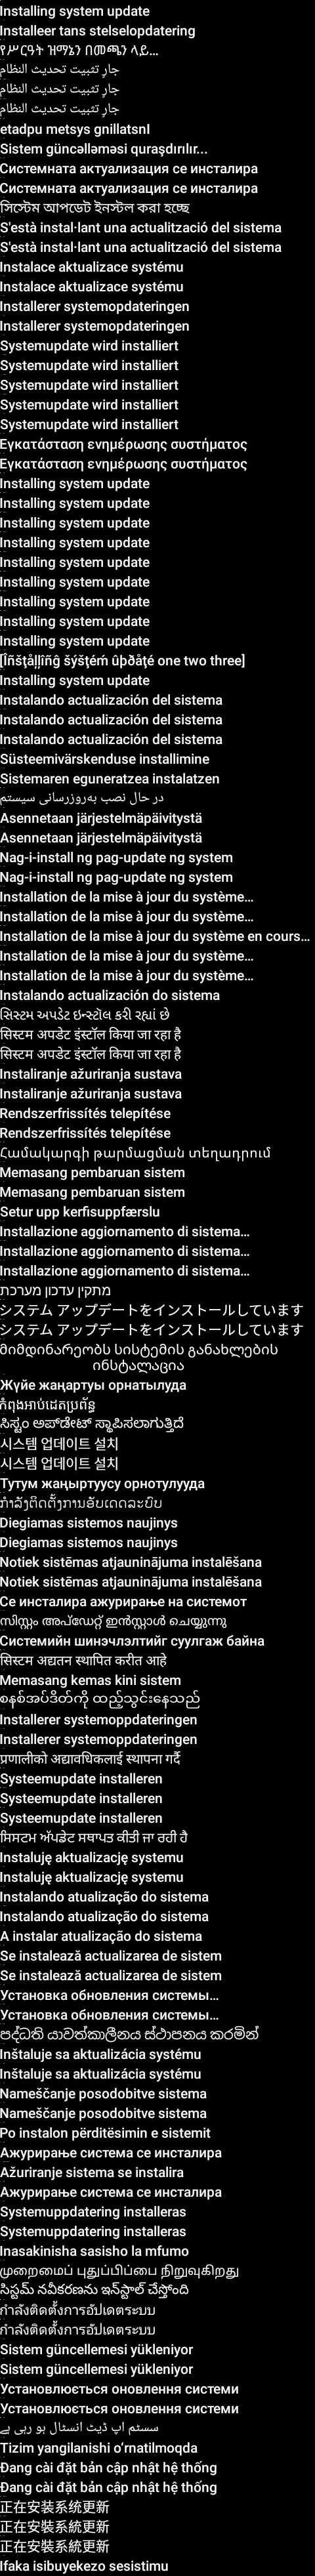 Installing system update
Installeer tans stelselopdatering
የሥርዓት ዝማኔን በመጫን ላይ…
جارٍ تثبيت تحديث النظام
جارٍ تثبيت تحديث النظام
جارٍ تثبيت تحديث النظام
etadpu metsys gnillatsnI
Sistem güncəlləməsi quraşdırılır...
Системната актуализация се инсталира
Системната актуализация се инсталира
সিস্টেম আপডেট ইনস্টল করা হচ্ছে
S'està instal·lant una actualització del sistema
S'està instal·lant una actualització del sistema
Instalace aktualizace systému
Instalace aktualizace systému
Installerer systemopdateringen
Installerer systemopdateringen
Systemupdate wird installiert
Systemupdate wird installiert
Systemupdate wird installiert
Systemupdate wird installiert
Systemupdate wird installiert
Εγκατάσταση ενημέρωσης συστήματος
Εγκατάσταση ενημέρωσης συστήματος
Installing system update
Installing system update
Installing system update
Installing system update
Installing system update
Installing system update
Installing system update
Installing system update
Installing system update
[Îñšţåļļîñĝ šýšţéḿ ûþðåţé one two three]
Installing system update
Instalando actualización del sistema
Instalando actualización del sistema
Instalando actualización del sistema
Süsteemivärskenduse installimine
Sistemaren eguneratzea instalatzen
در حال نصب به‌روزرسانی سیستم
Asennetaan järjestelmäpäivitystä
Asennetaan järjestelmäpäivitystä
Nag-i-install ng pag-update ng system
Nag-i-install ng pag-update ng system
Installation de la mise à jour du système…
Installation de la mise à jour du système…
Installation de la mise à jour du système en cours…
Installation de la mise à jour du système…
Installation de la mise à jour du système…
Instalando actualización do sistema
સિસ્ટમ અપડેટ ઇન્સ્ટૉલ કરી રહ્યાં છે
सिस्टम अपडेट इंस्टॉल किया जा रहा है
सिस्टम अपडेट इंस्टॉल किया जा रहा है
Instaliranje ažuriranja sustava
Instaliranje ažuriranja sustava
Rendszerfrissítés telepítése
Rendszerfrissítés telepítése
Համակարգի թարմացման տեղադրում
Memasang pembaruan sistem
Memasang pembaruan sistem
Setur upp kerfisuppfærslu
Installazione aggiornamento di sistema…
Installazione aggiornamento di sistema…
Installazione aggiornamento di sistema…
מתקין עדכון מערכת
システム アップデートをインストールしています
システム アップデートをインストールしています
მიმდინარეობს სისტემის განახლების
ინსტალაცია
Жүйе жаңартуы орнатылуда
កំពុងអាប់ដេតប្រព័ន្ធ
ಸಿಸ್ಟಂ ಅಪ್‌ಡೇಟ್ ಸ್ಥಾಪಿಸಲಾಗುತ್ತಿದೆ
시스템 업데이트 설치
시스템 업데이트 설치
Тутум жаңыртуусу орнотулууда
ກຳລັງຕິດຕັ້ງການອັບເດດລະບົບ
Diegiamas sistemos naujinys
Diegiamas sistemos naujinys
Notiek sistēmas atjauninājuma instalēšana
Notiek sistēmas atjauninājuma instalēšana
Се инсталира ажурирање на системот
സിസ്റ്റം അപ്‌ഡേറ്റ് ഇൻസ്റ്റാൾ ചെയ്യുന്നു
Системийн шинэчлэлтийг суулгаж байна
सिस्टम अद्यतन स्थापित करीत आहे
Memasang kemas kini sistem
စနစ်အပ်ဒိတ်ကို ထည့်သွင်းနေသည်
Installerer systemoppdateringen
Installerer systemoppdateringen
प्रणालीको अद्यावधिकलाई स्थापना गर्दै
Systeemupdate installeren
Systeemupdate installeren
Systeemupdate installeren
ਸਿਸਟਮ ਅੱਪਡੇਟ ਸਥਾਪਤ ਕੀਤੀ ਜਾ ਰਹੀ ਹੈ
Instaluję aktualizację systemu
Instaluję aktualizację systemu
Instalando atualização do sistema
Instalando atualização do sistema
A instalar atualização do sistema
Se instalează actualizarea de sistem
Se instalează actualizarea de sistem
Установка обновления системы…
Установка обновления системы…
පද්ධති යාවත්කාලීනය ස්ථාපනය කරමින්
Inštaluje sa aktualizácia systému
Inštaluje sa aktualizácia systému
Nameščanje posodobitve sistema
Nameščanje posodobitve sistema
Po instalon përditësimin e sistemit
Ажурирање система се инсталира
Ažuriranje sistema se instalira
Ажурирање система се инсталира
Systemuppdatering installeras
Systemuppdatering installeras
Inasakinisha sasisho la mfumo
முறைமைப் புதுப்பிப்பை நிறுவுகிறது
సిస్టమ్ నవీకరణను ఇన్‌స్టాల్ చేస్తోంది
กำลังติดตั้งการอัปเดตระบบ
กำลังติดตั้งการอัปเดตระบบ
Sistem güncellemesi yükleniyor
Sistem güncellemesi yükleniyor
Установлюється оновлення системи
Установлюється оновлення системи
سسٹم اپ ڈیٹ انسٹال ہو رہی ہے
Tizim yangilanishi o‘rnatilmoqda
Đang cài đặt bản cập nhật hệ thống
Đang cài đặt bản cập nhật hệ thống
正在安装系统更新
正在安裝系統更新
正在安裝系統更新
Ifaka isibuyekezo sesistimu